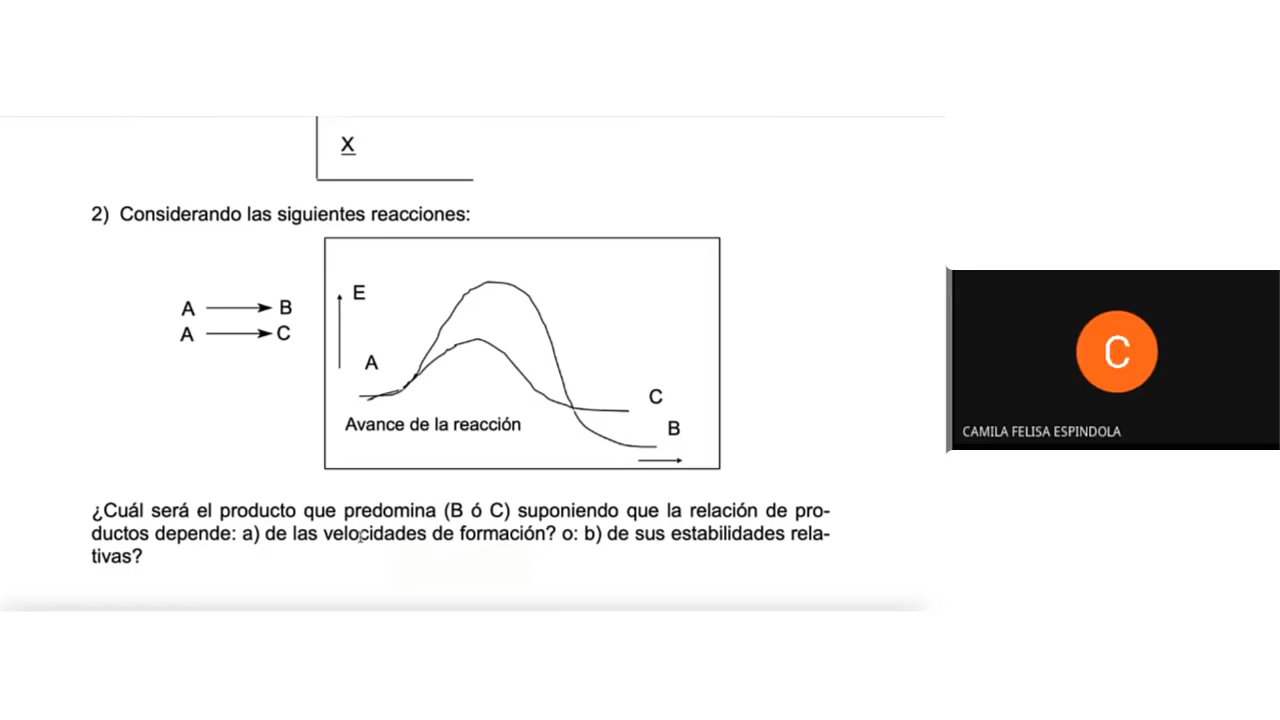 X
2) Considerando las siguientes reacciones:
E
A → B
A → C
A
C
Avance de la reacción
B
¿Cuál será el producto que predomina (B ó C) suponiendo que la relación de pro-
ductos depende: a) de las velocidades de formación? o: b) de sus estabilidades rela-
tivas?
C
CAMILA FELISA ESPINDOLA